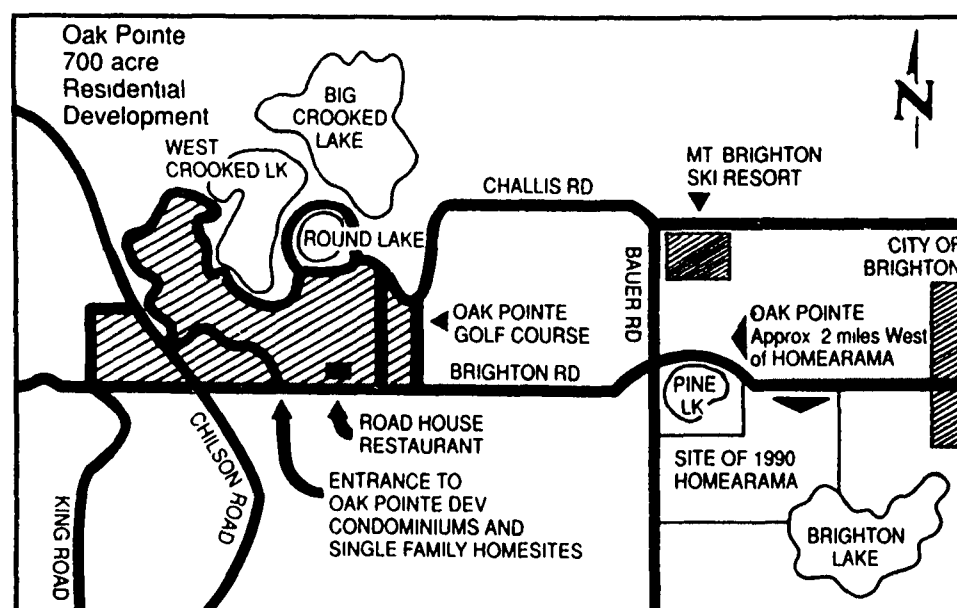 Oak Pointe
700 acre
Residential
Development
BIG
CROOKED
LAKE
WEST
CROOKED LK
N
MT BRIGHTON
SKI RESORT
CHALLIS RD
ROUND LAKE
CITY OF
BRIGHTON
BAUER RD
OAK POINTE
GOLF COURSE
OAK POINTE
Approx 2 miles West
of HOMEARAMA
BRIGHTON RD
PINE
LK
ROAD HOUSE
RESTAURANT
CHILSON ROAD
SITE OF 1990
HOMEARAMA
ENTRANCE TO
OAK POINTE DEV
CONDOMINIUMS AND
SINGLE FAMILY HOMESITES
KING ROAD
BRIGHTON
LAKE